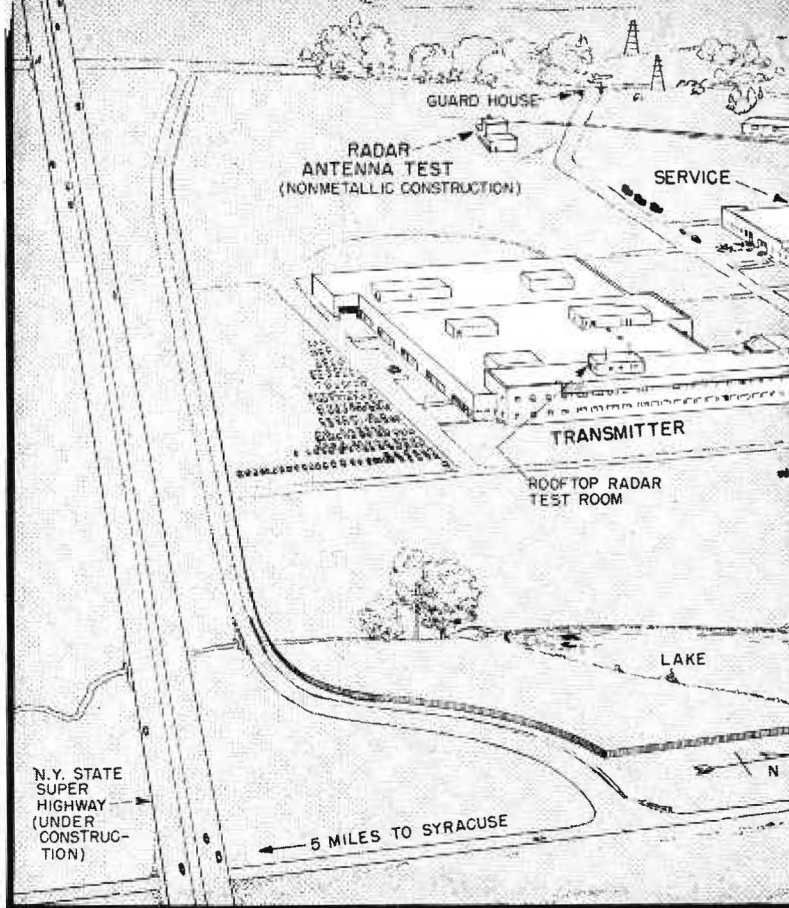 GUARD HOUSE
RADAR
ANTENNA TEST
(NONMETALLIC CONSTRUCTION)
SERVICE
TRANSMITTER
ROOFTOP RADAR
TEST ROOM
LAKE
N
N.Y. STATE
SUPER
HIGHWAY
(UNDER
CONSTRUC-
TION)
5 MILES TO SYRACUSE